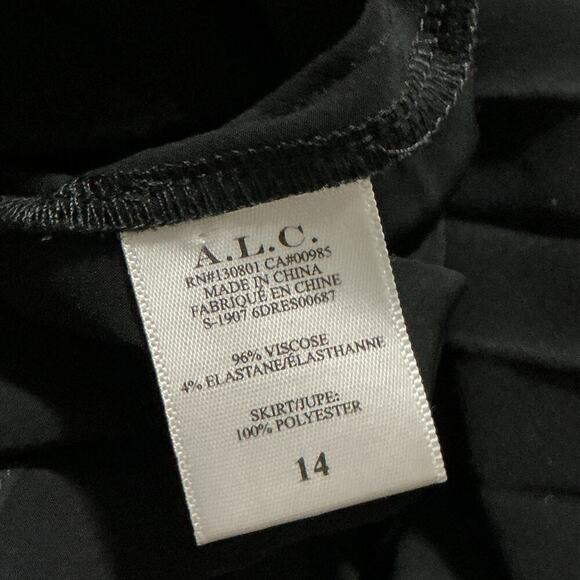 A.L.C.
RN#130801 CA#00985
MADE IN CHINA
FABRIQUÉ EN CHINE
S-1907 6DRES00687
96% VISCOSE
4% ELASTANE/ÉLASTHANNE
SKIRT/JUPE:
100% POLYESTER
14